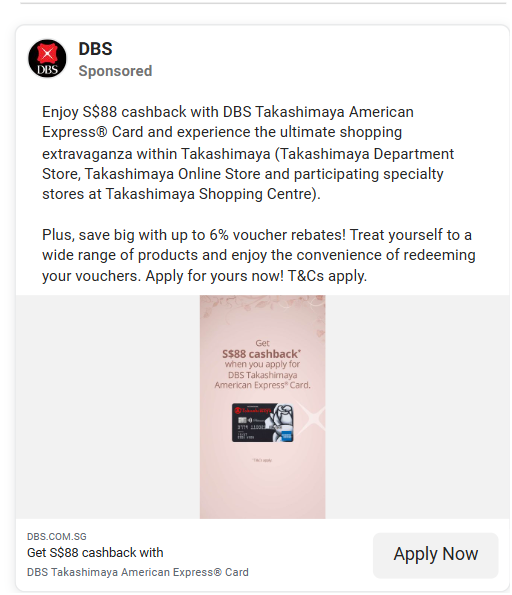 DBS
DBS
Sponsored
Enjoy S$88 cashback with DBS Takashimaya American
Express® Card and experience the ultimate shopping
extravaganza within Takashimaya (Takashimaya Department
Store, Takashimaya Online Store and participating specialty
stores at Takashimaya Shopping Centre).
Plus, save big with up to 6% voucher rebates! Treat yourself to a
wide range of products and enjoy the convenience of redeeming
your vouchers. Apply for yours now! T&Cs apply.
Get
S$88 cashback*
when you apply for
DBS Takashimaya
American Express® Card.
T&Cs apply.
DBS.COM.SG
Get S$88 cashback with
DBS Takashimaya American Express® Card
Apply Now